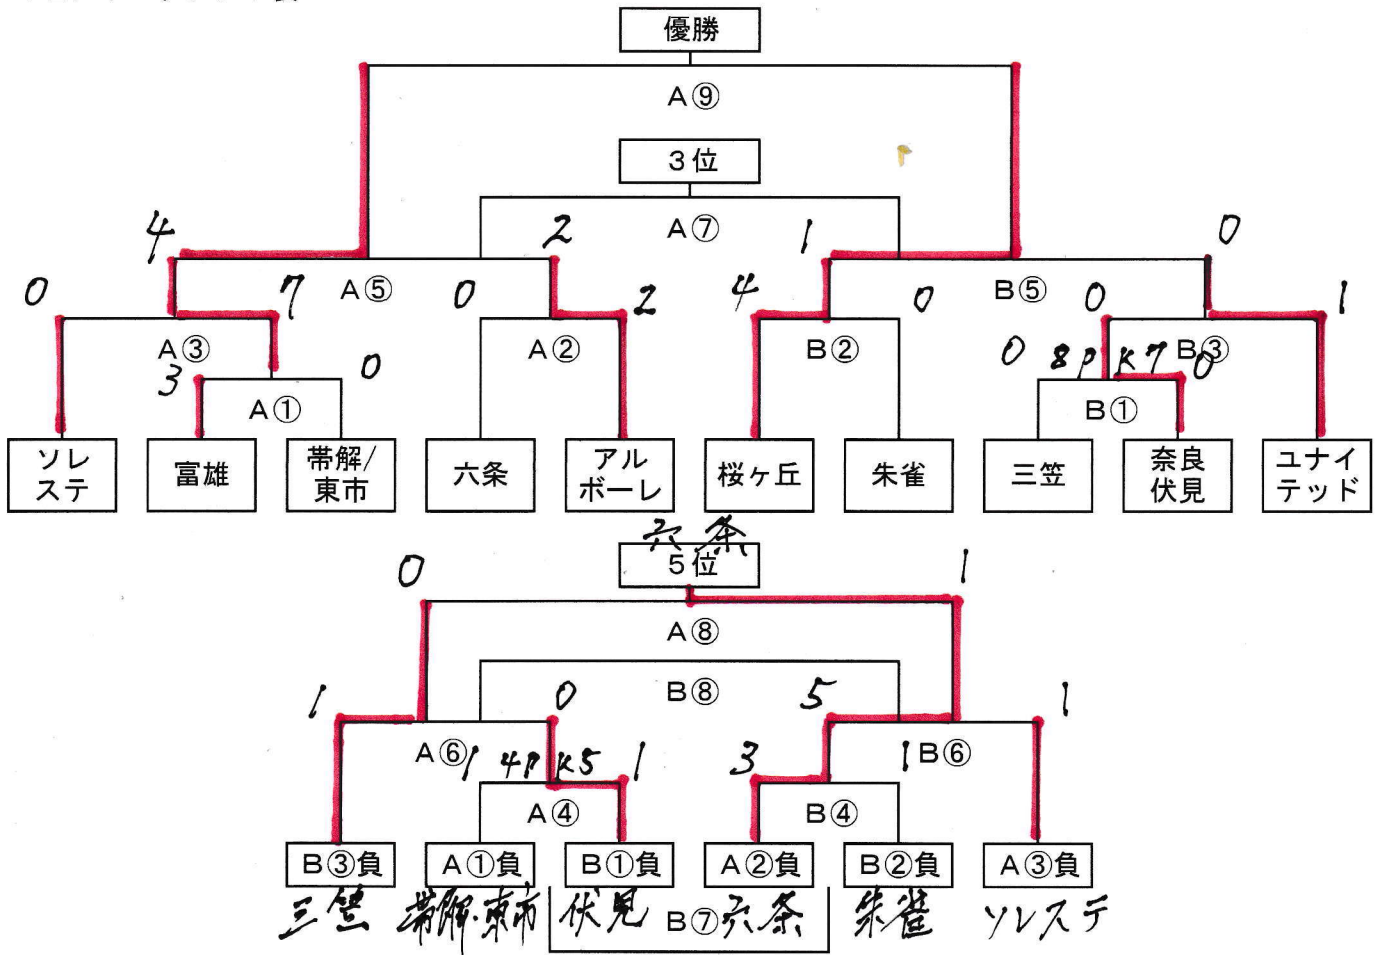 優勝
A⑨
3位
A⑦
4 2 1 0
A⑤ B⑤
0 7 0 2 4 0 0 1
A③ A② B② B③
3 0 0 8PK7 0
A① B①
ソレ
ステ
富雄
帯解/
東市
六条
アル
ボーレ
桜ヶ丘
朱雀
三笠
奈良
伏見
ユナイ
テッド
六条
5位
0 1
A⑧
B⑧
1 0 5 1
A⑥ B⑥
1 4PK5 1 3 1
A④ B④
B③負 A①負 B①負 A②負 B②負 A③負
三笠 帯解・東市 伏見 六条 朱雀 ソレステ
B⑦